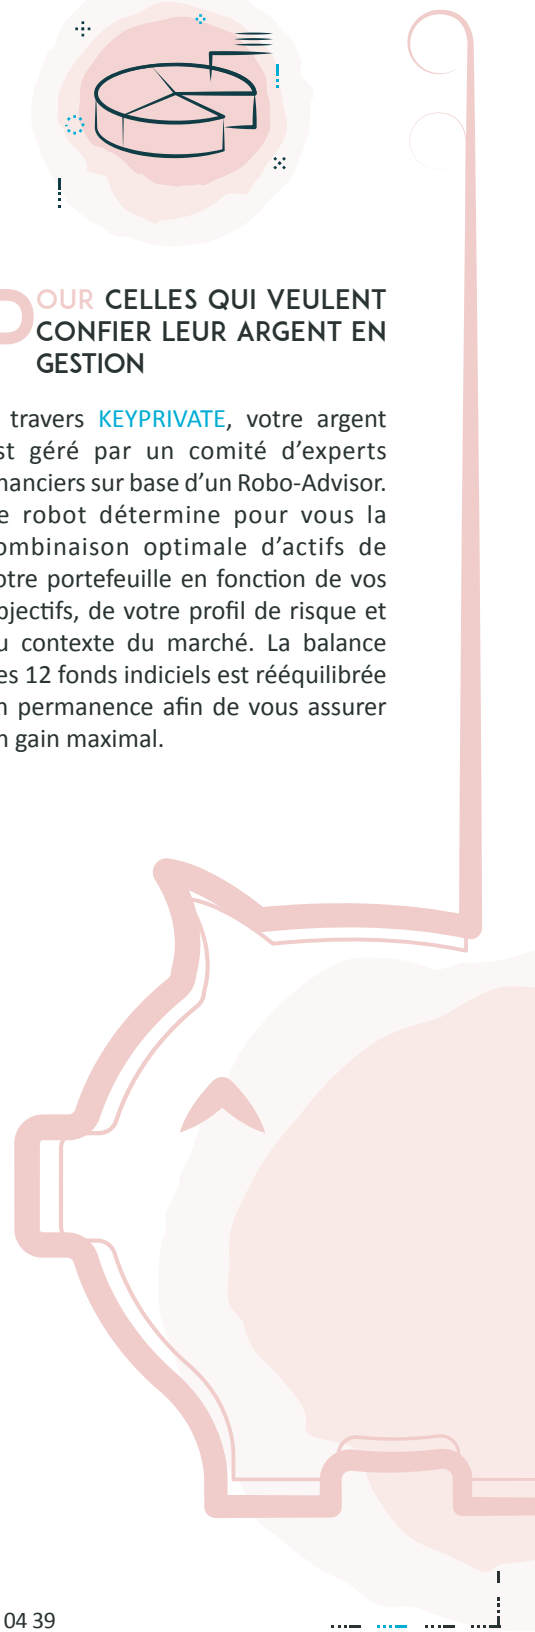 POUR CELLES QUI VEULENT
CONFIER LEUR ARGENT EN
GESTION
travers KEYPRIVATE, votre argent
st géré par un comité d’experts
nanciers sur base d’un Robo-Advisor.
e robot détermine pour vous la
ombinaison optimale d’actifs de
otre portefeuille en fonction de vos
bjectifs, de votre profil de risque et
u contexte du marché. La balance
es 12 fonds indiciels est rééquilibrée
n permanence afin de vous assurer
n gain maximal.
04 39